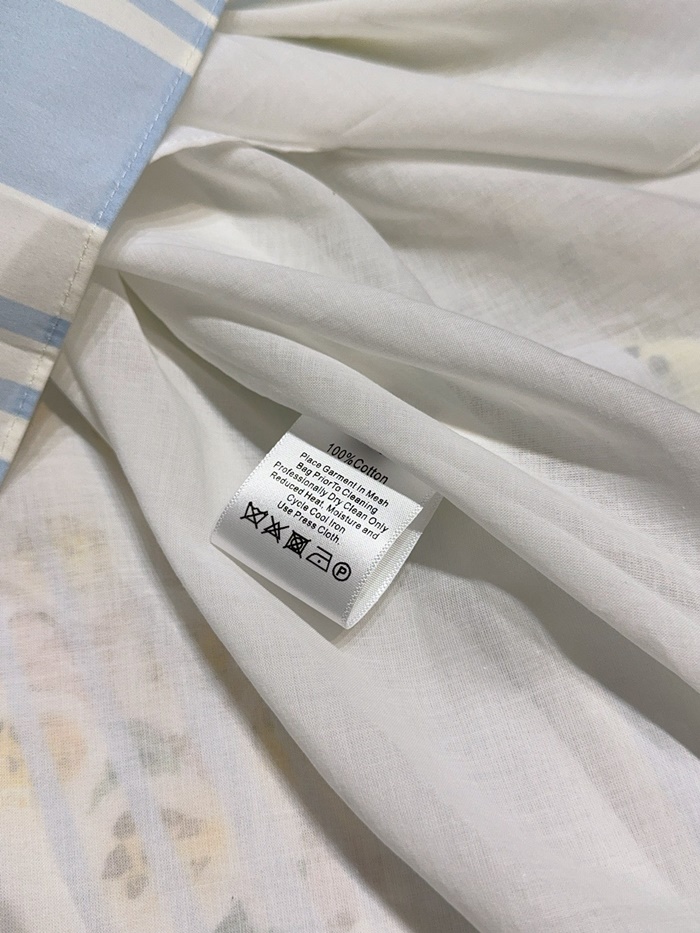 100%Cotton
Place Garment In Mesh
Bag PriorTo Cleaning
Professionally Dry Clean Only
Reduced Heat, Moisture and
Cycle Cool Iron
Use Press Cloth.
P